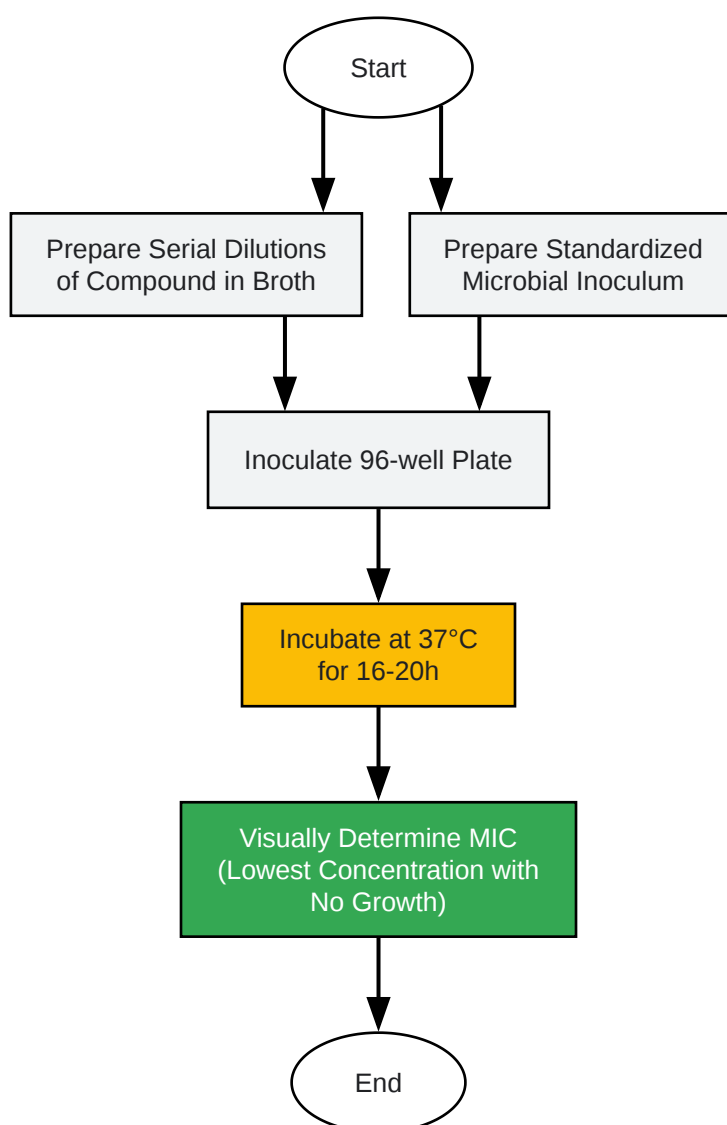 Start
Prepare Serial Dilutions
of Compound in Broth
Prepare Standardized
Microbial Inoculum
Inoculate 96-well Plate
Incubate at 37°C
for 16-20h
Visually Determine MIC
(Lowest Concentration with
No Growth)
End